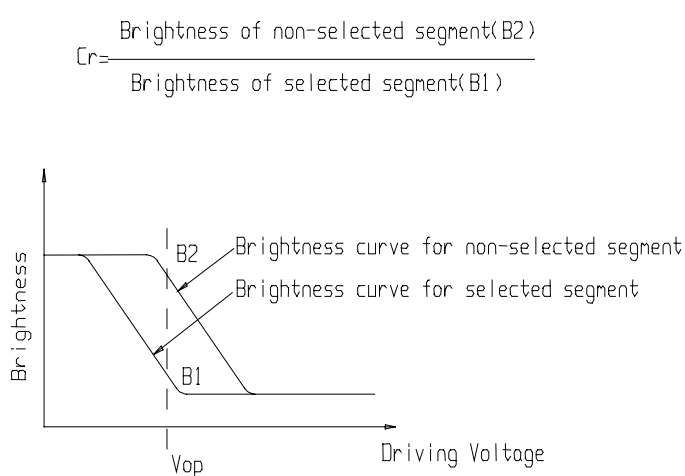 Brightness of non-selected segment(B2)
Cr=
Brightness of selected segment(B1)
B2
Brightness curve for non-selected segment
Brightness curve for selected segment
Brightness
B1
Driving Voltage
Vop